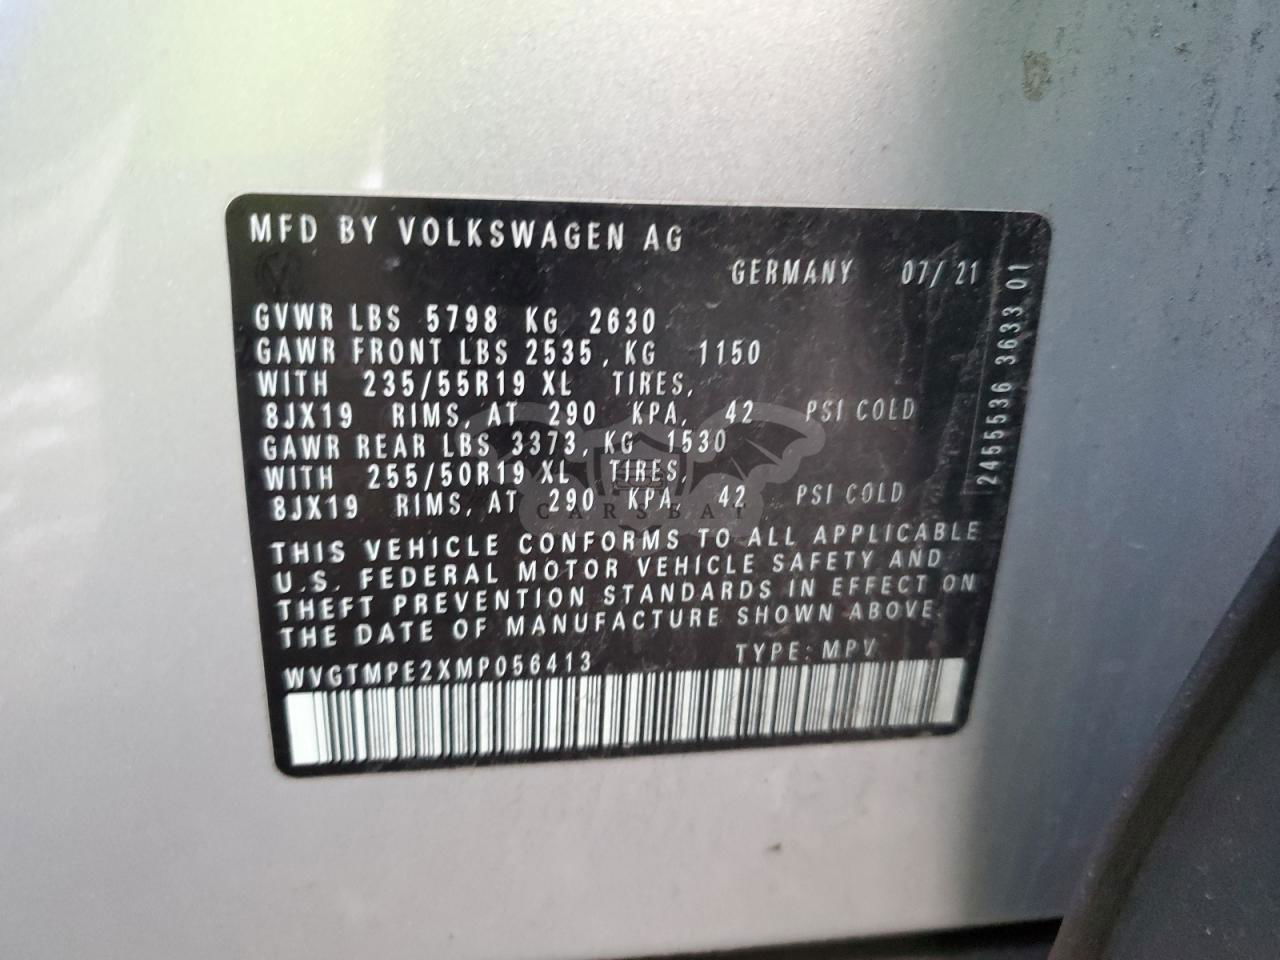 MFD BY VOLKSWAGEN AG
GERMANY 07/21
GVWR LBS 5798 KG 2630
GAWR FRONT LBS 2535, KG 1150
WITH 235/55R19 XL TIRES,
8JX19 RIMS, AT 290 KPA, 42 PSI COLD
GAWR REAR LBS 3373, KG 1530
WITH 255/50R19 XL TIRES,
8JX19 RIMS, AT 290 KPA, 42 PSI COLD
THIS VEHICLE CONFORMS TO ALL APPLICABLE
U.S. FEDERAL MOTOR VEHICLE SAFETY AND
THEFT PREVENTION STANDARDS IN EFFECT ON
THE DATE OF MANUFACTURE SHOWN ABOVE.
WVGTMPE2XMP056413 TYPE: MPV
2455536 3633 01
CARSBAT